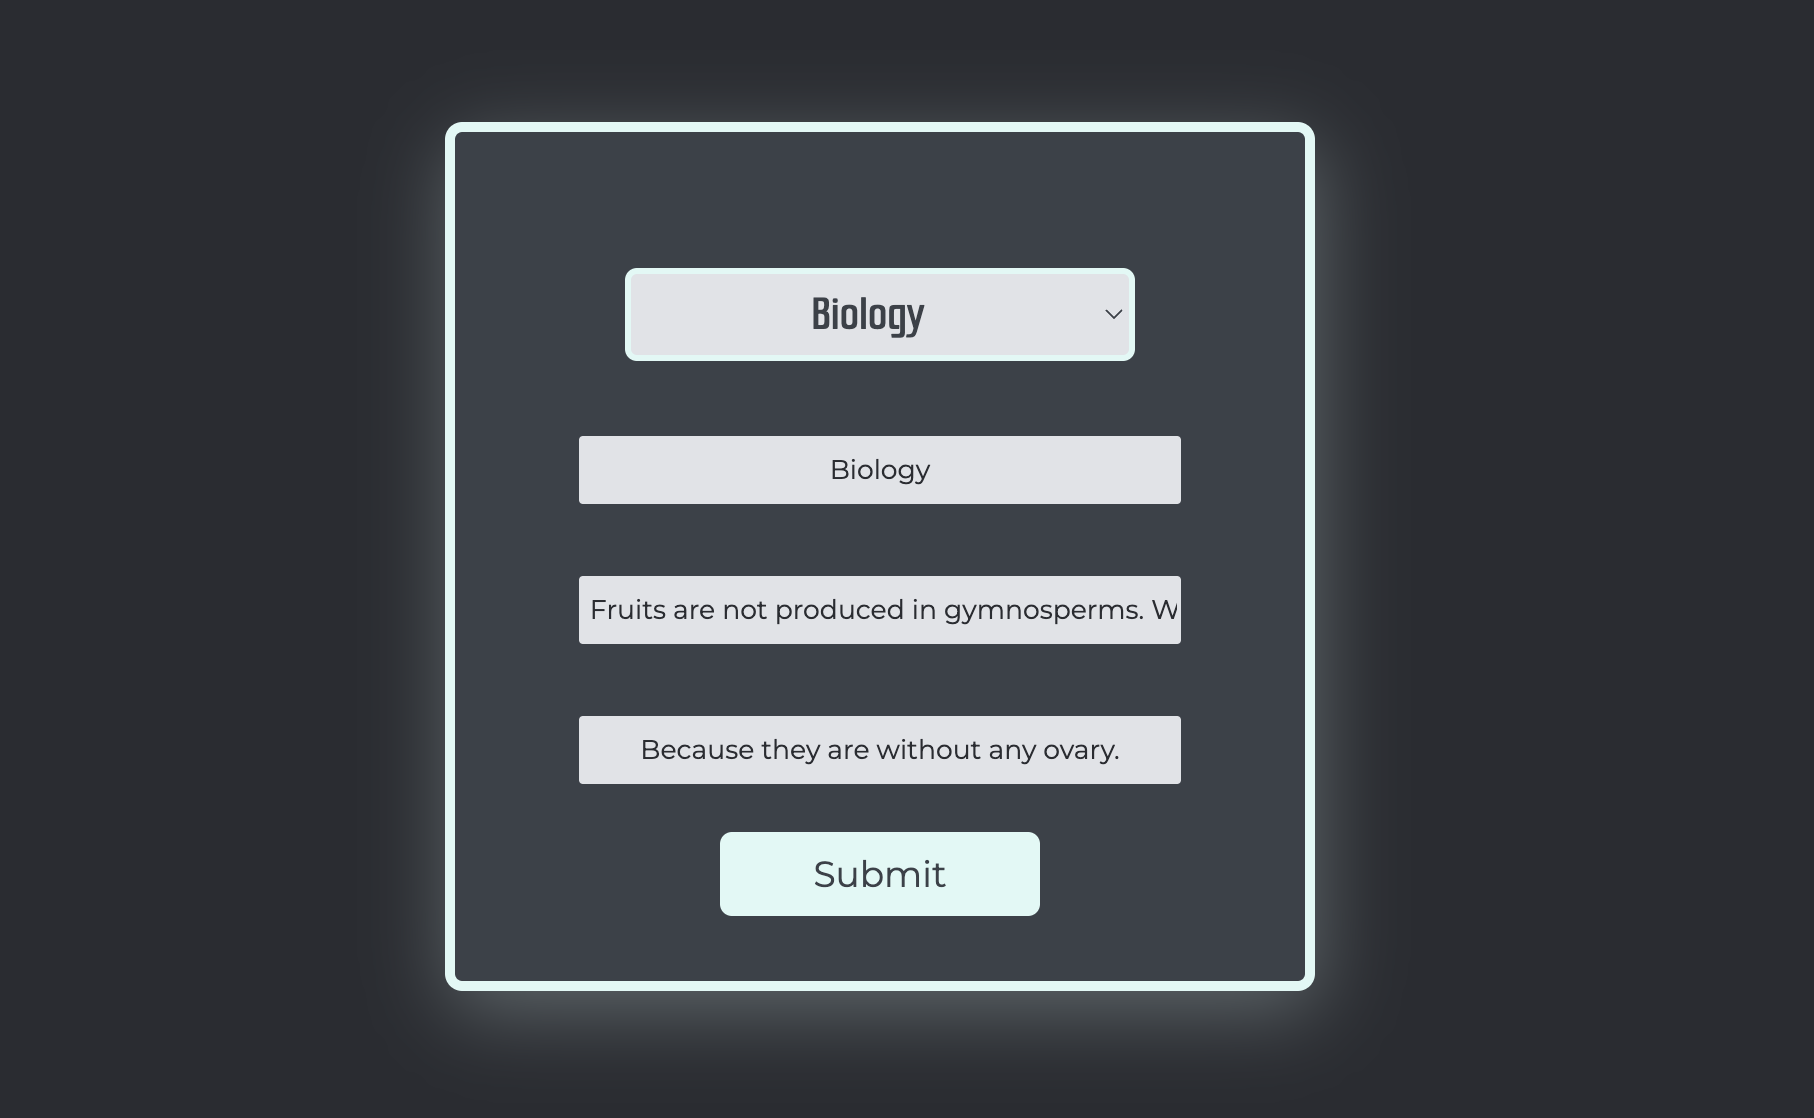 Biology
Biology
Fruits are not produced in gymnosperms. W
Because they are without any ovary.
Submit